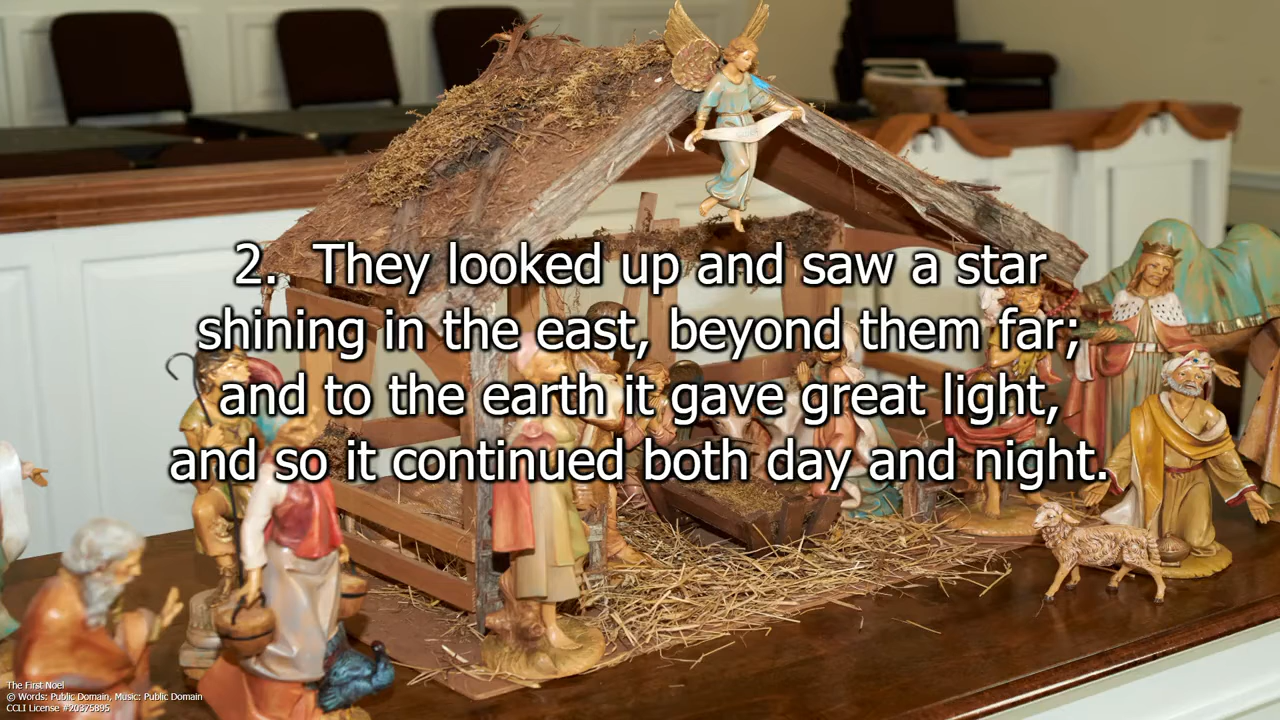 2. They looked up and saw a star
shining in the east, beyond them far;
and to the earth it gave great light,
and so it continued both day and night.
The First Noel
© Words: Public Domain, Music: Public Domain
CCLI License #20375895